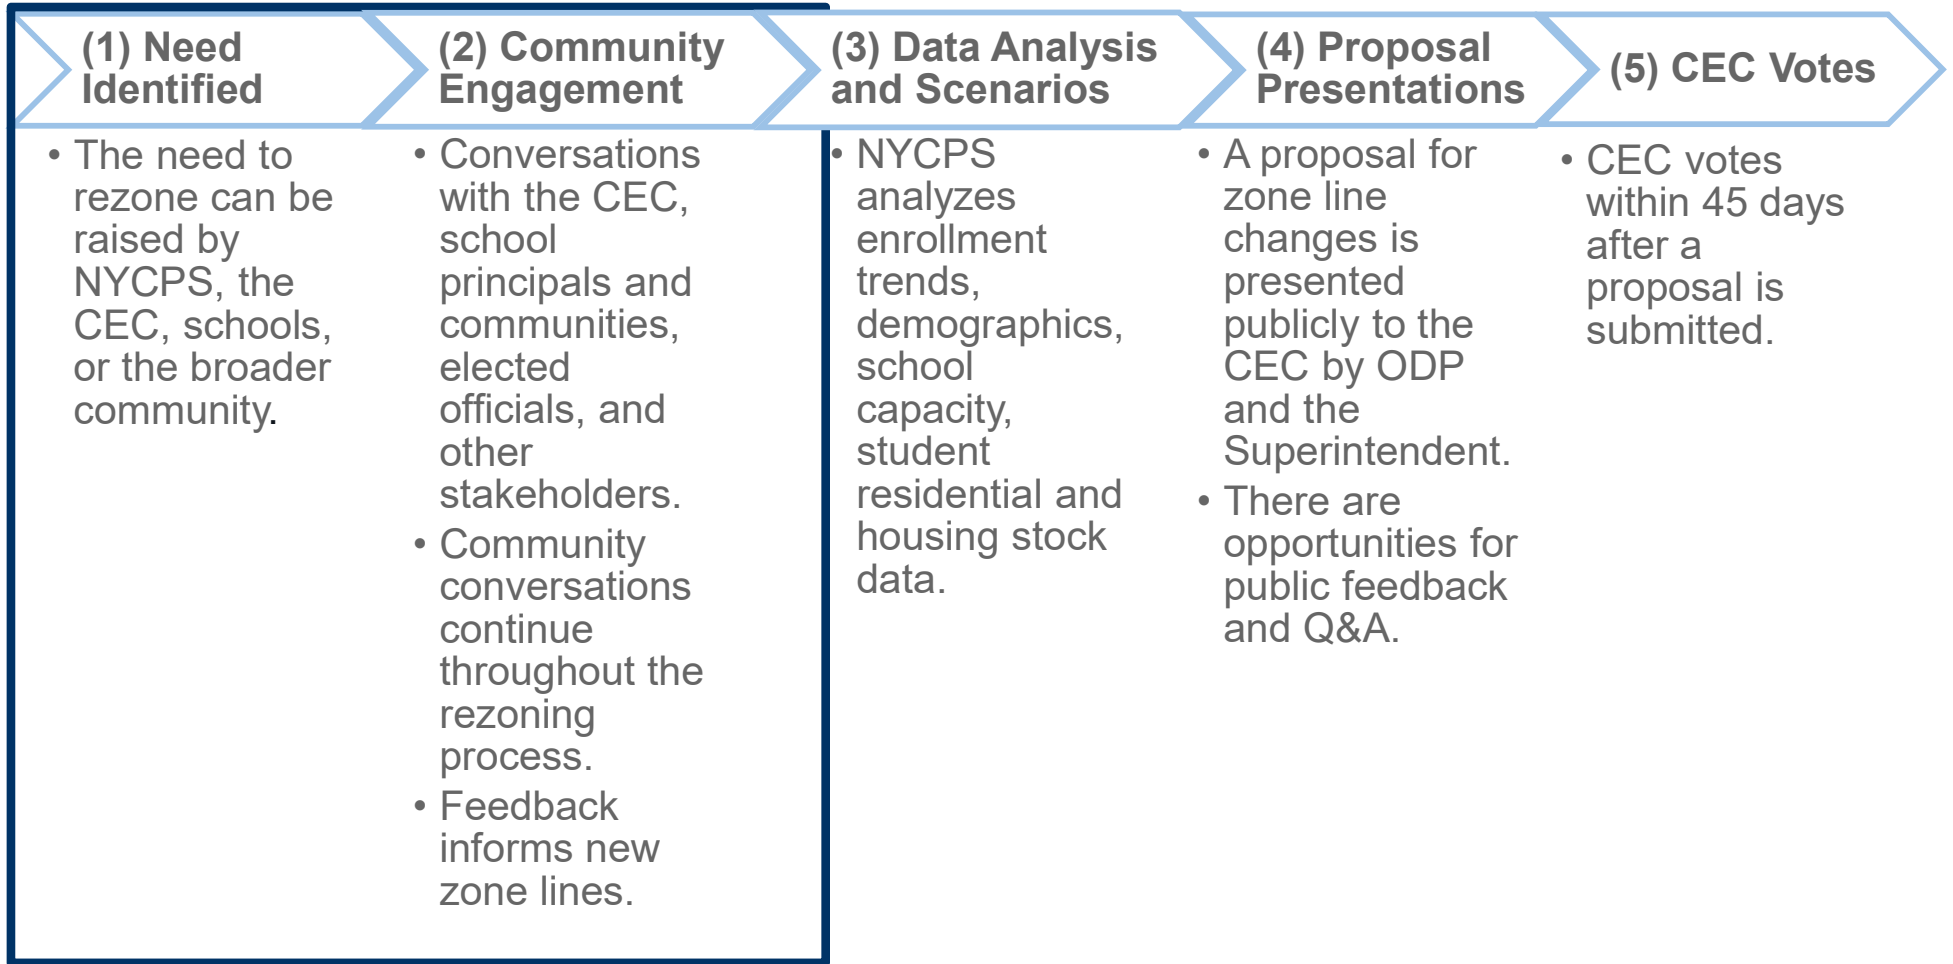 (1) Need
Identified
• The need to
rezone can be
raised by
NYCPS, the
CEC, schools,
or the broader
community.
(2) Community
Engagement
• Conversations
with the CEC,
school
principals and
communities,
elected
officials, and
other
stakeholders.
• Community
conversations
continue
throughout the
rezoning
process.
• Feedback
informs new
zone lines.
(3) Data Analysis
and Scenarios
• NYCPS
analyzes
enrollment
trends,
demographics,
school
capacity,
student
residential and
housing stock
data.
(4) Proposal
Presentations
• A proposal for
zone line
changes is
presented
publicly to the
CEC by ODP
and the
Superintendent.
• There are
opportunities for
public feedback
and Q&A.
(5) CEC Votes
• CEC votes
within 45 days
after a
proposal is
submitted.